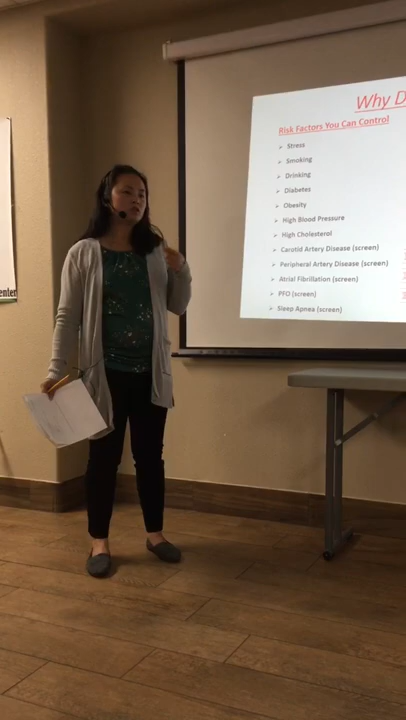 Why D
Risk Factors You Can Control
➢ Stress
➢ Smoking
➢ Drinking
➢ Diabetes
➢ Obesity
➢ High Blood Pressure
➢ High Cholesterol
➢ Carotid Artery Disease (screen)
➢ Peripheral Artery Disease (screen)
➢ Atrial Fibrillation (screen)
➢ PFO (screen)
➢ Sleep Apnea (screen)
enter